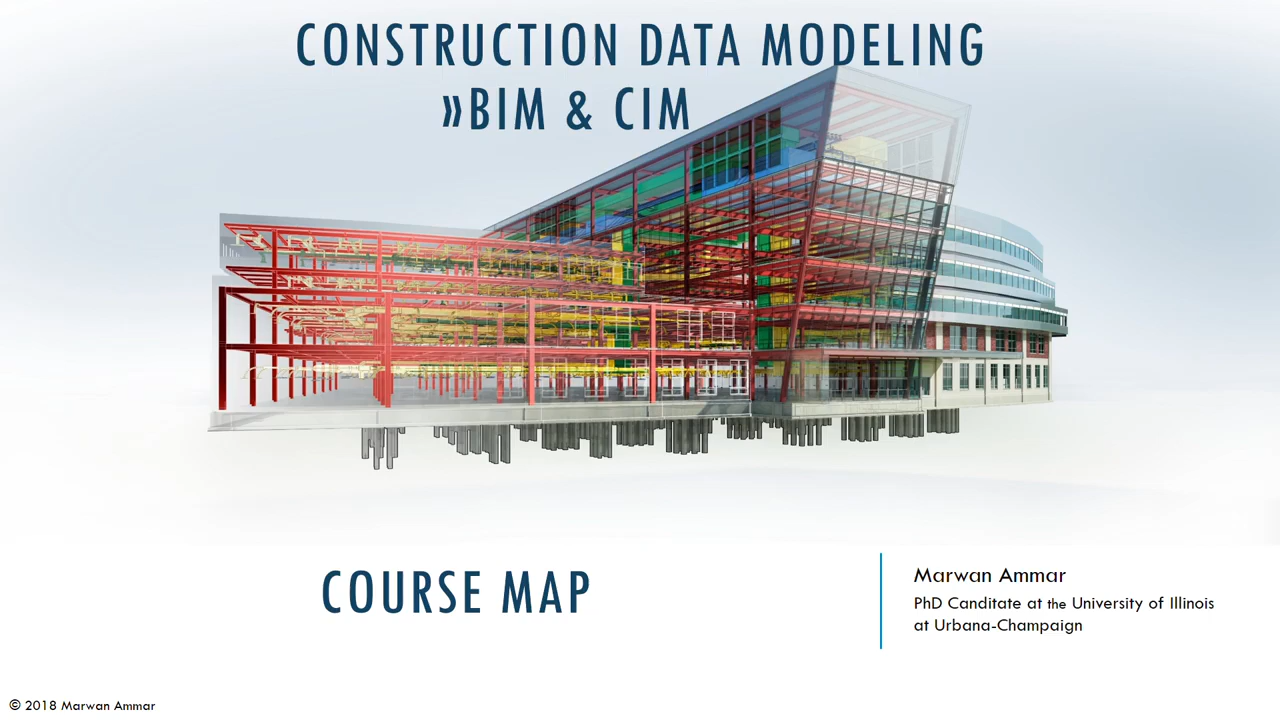 CONSTRUCTION DATA MODELING
»BIM & CIM
COURSE MAP
Marwan Ammar
PhD Canditate at the University of Illinois
at Urbana-Champaign
© 2018 Marwan Ammar